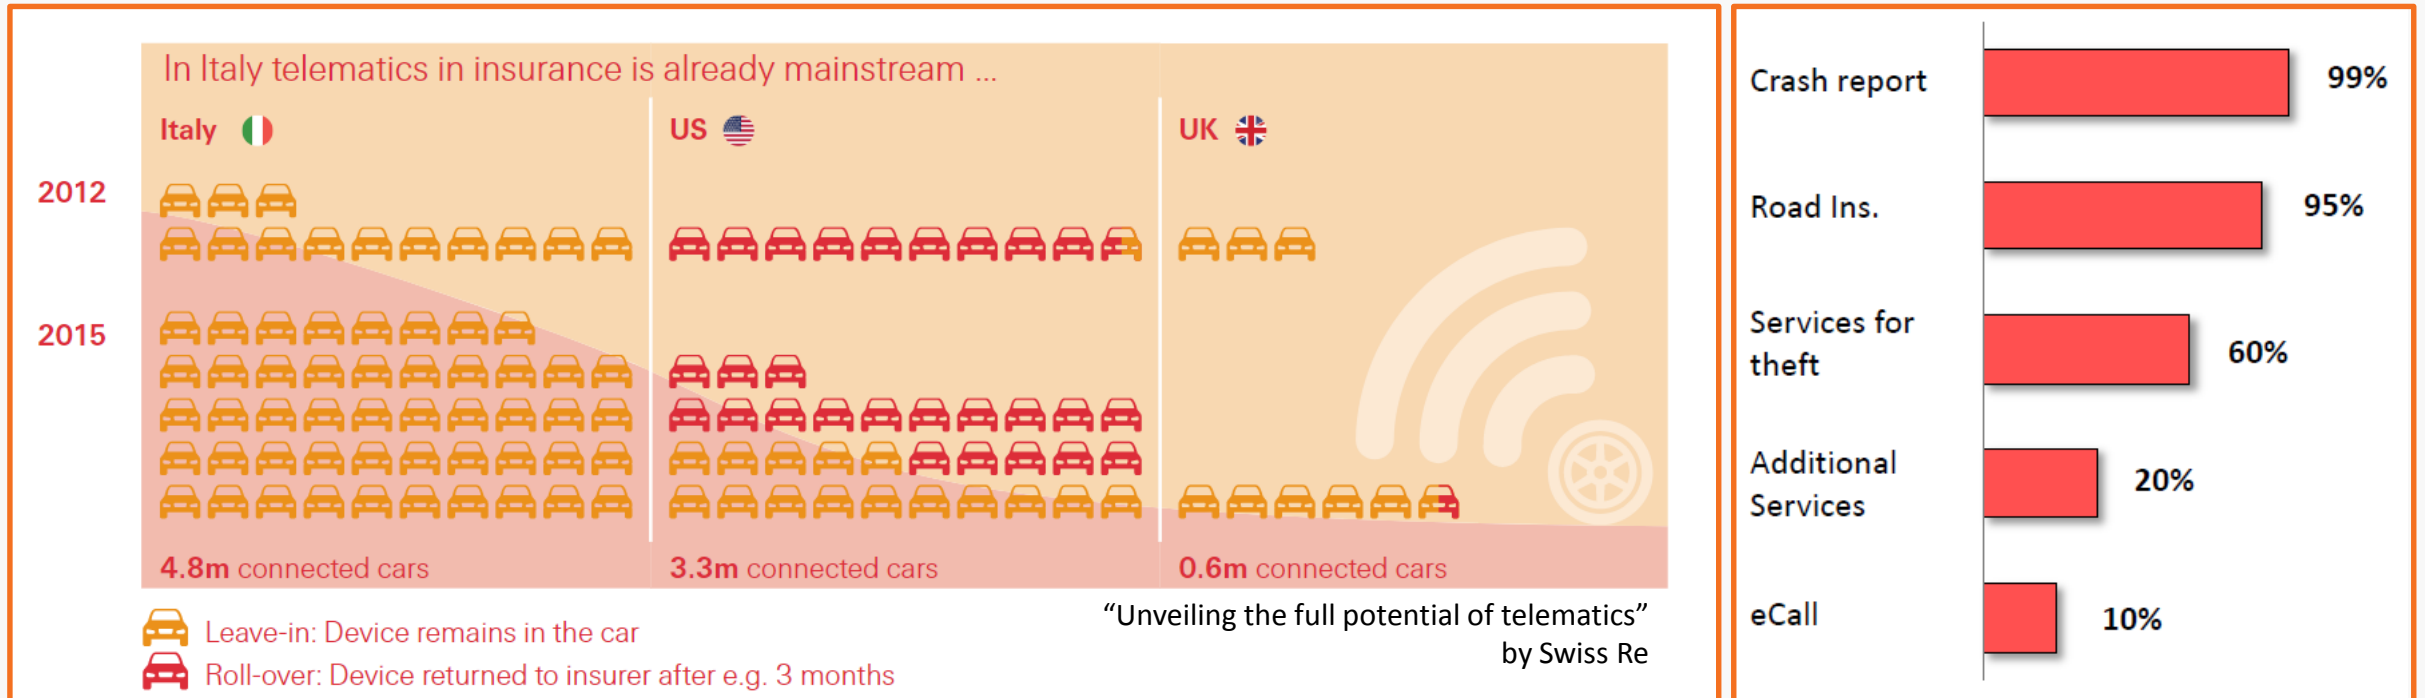 In Italy telematics in insurance is already mainstream ...
Italy
US
UK
2012
2015
4.8m connected cars
3.3m connected cars
0.6m connected cars
Leave-in: Device remains in the car
Roll-over: Device returned to insurer after e.g. 3 months
“Unveiling the full potential of telematics”
by Swiss Re
Crash report
99%
Road Ins.
95%
Services for
theft
60%
Additional
Services
20%
eCall
10%